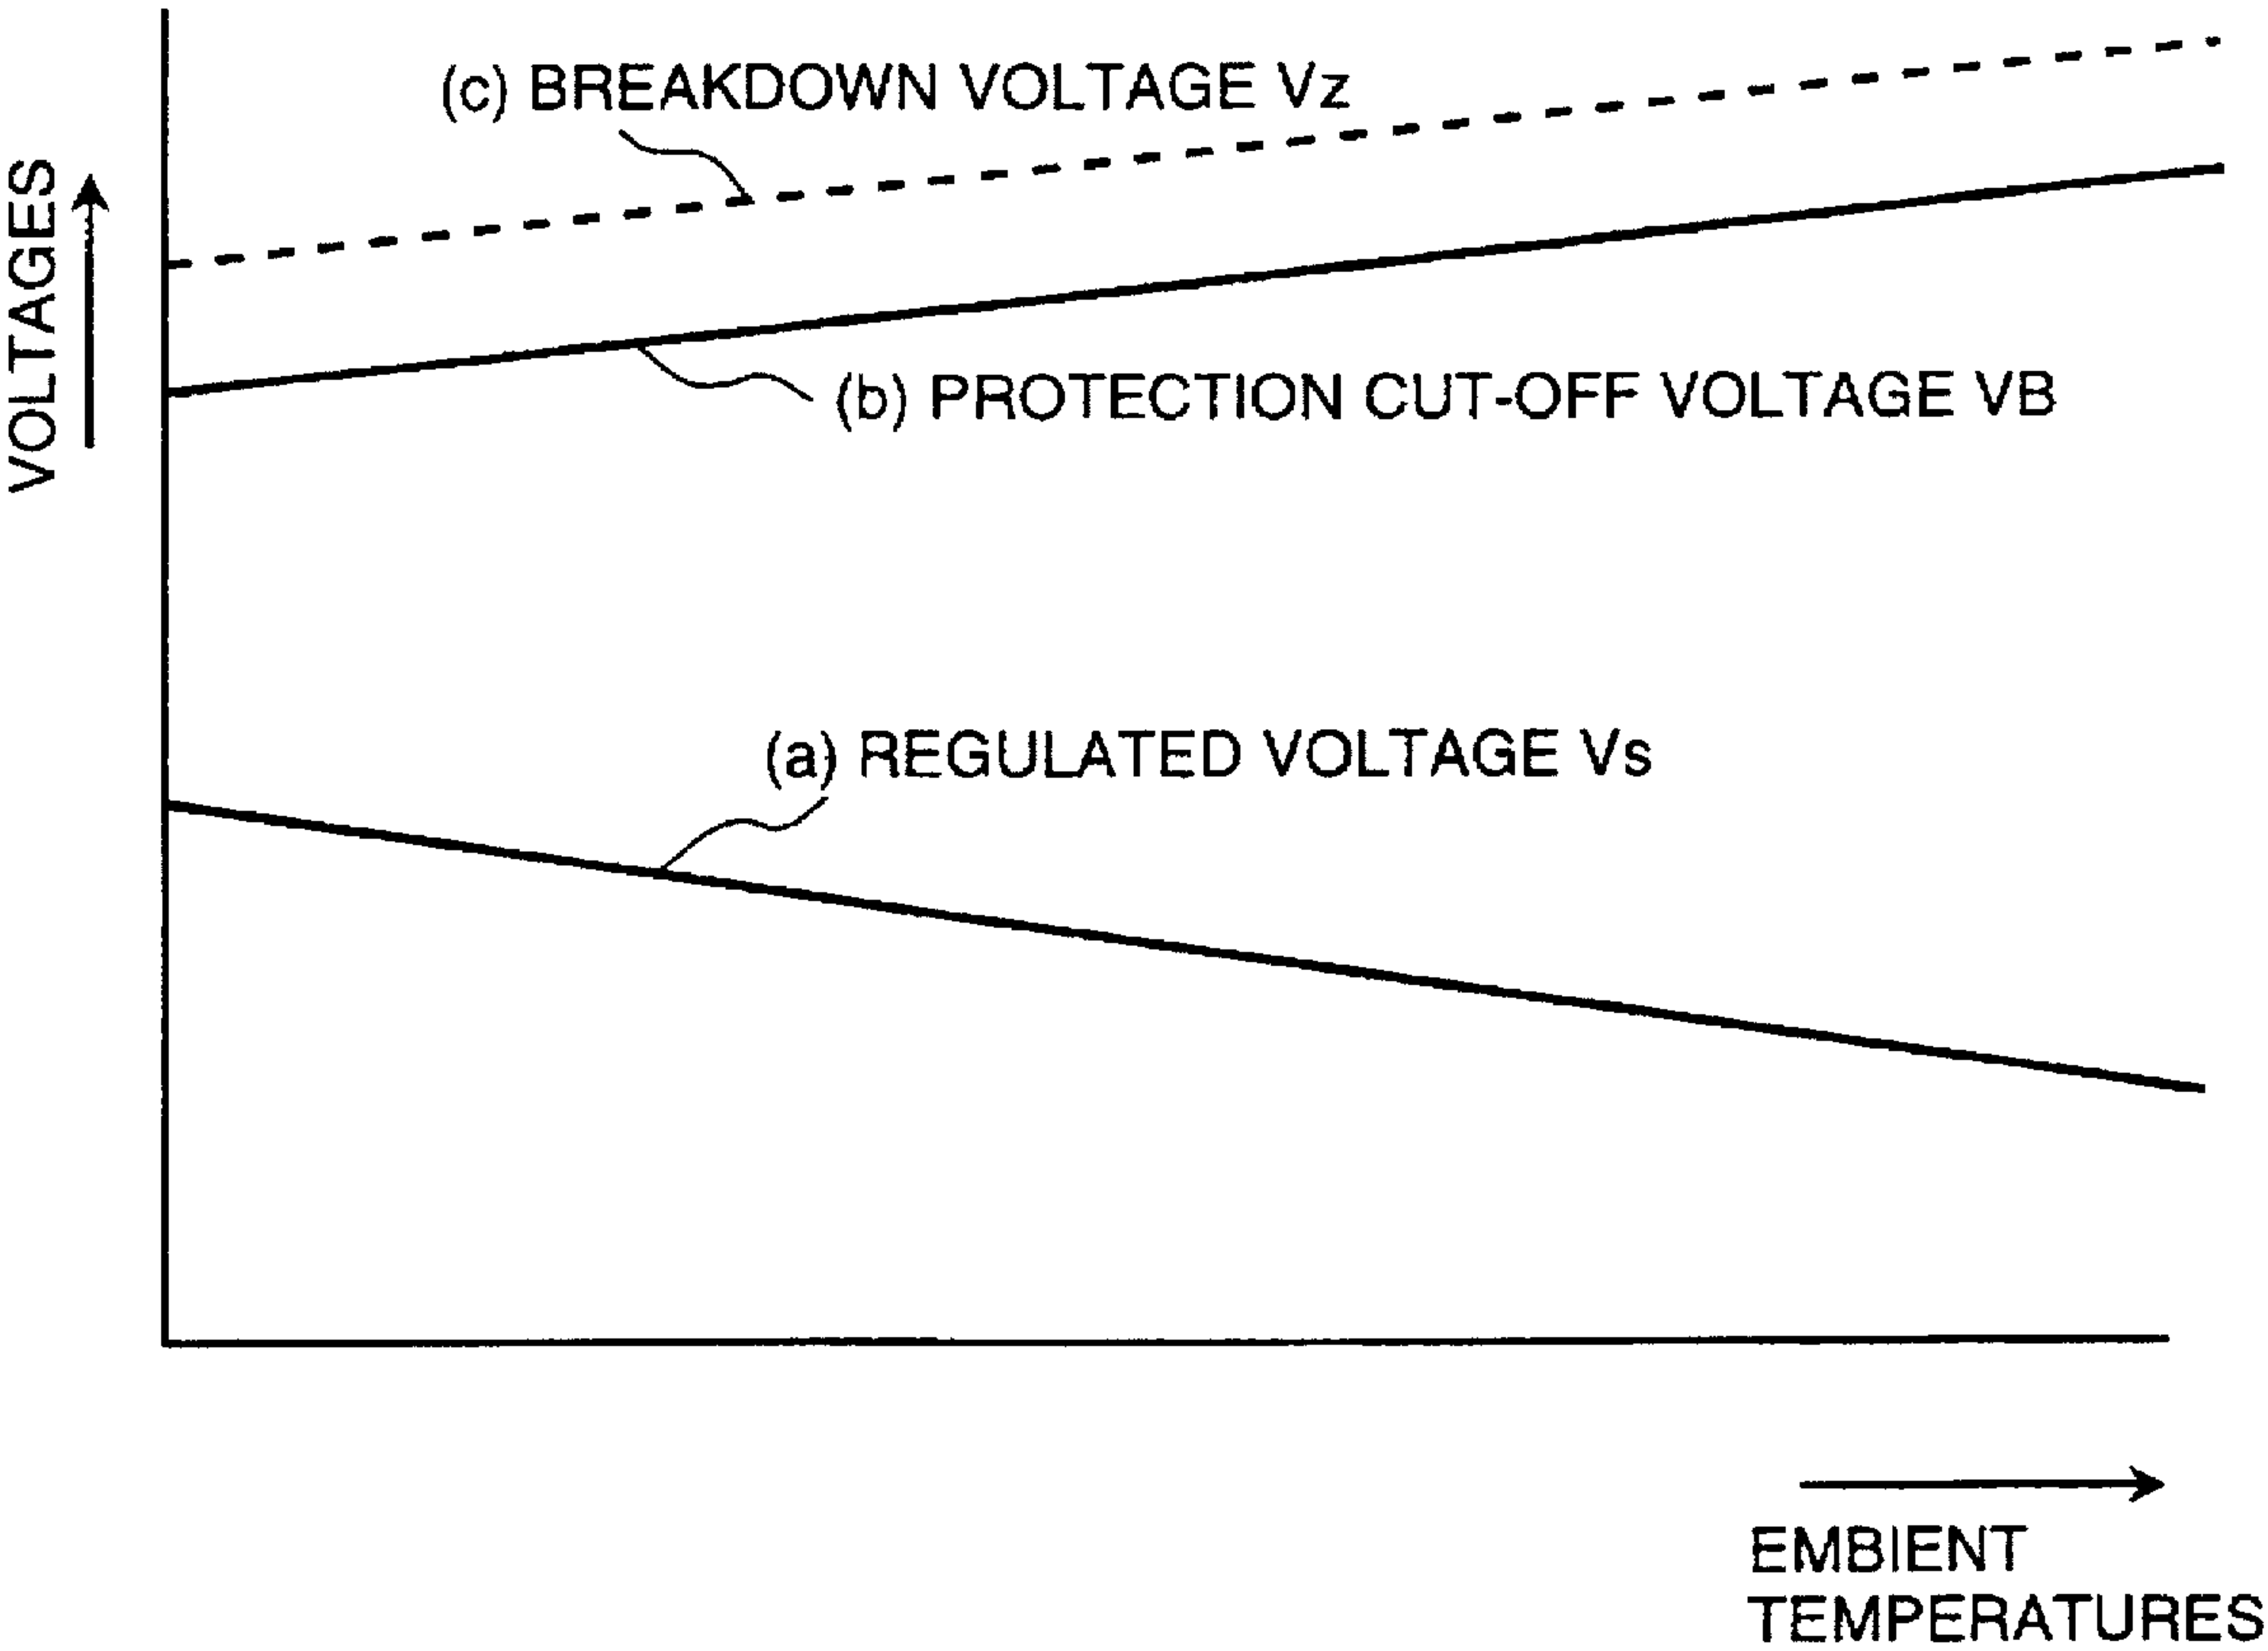 (c) BREAKDOWN VOLTAGE Vz
VOLTAGES
(b) PROTECTION CUT-OFF VOLTAGE VB
(a) REGULATED VOLTAGE Vs
EMBIENT
TEMPERATURES